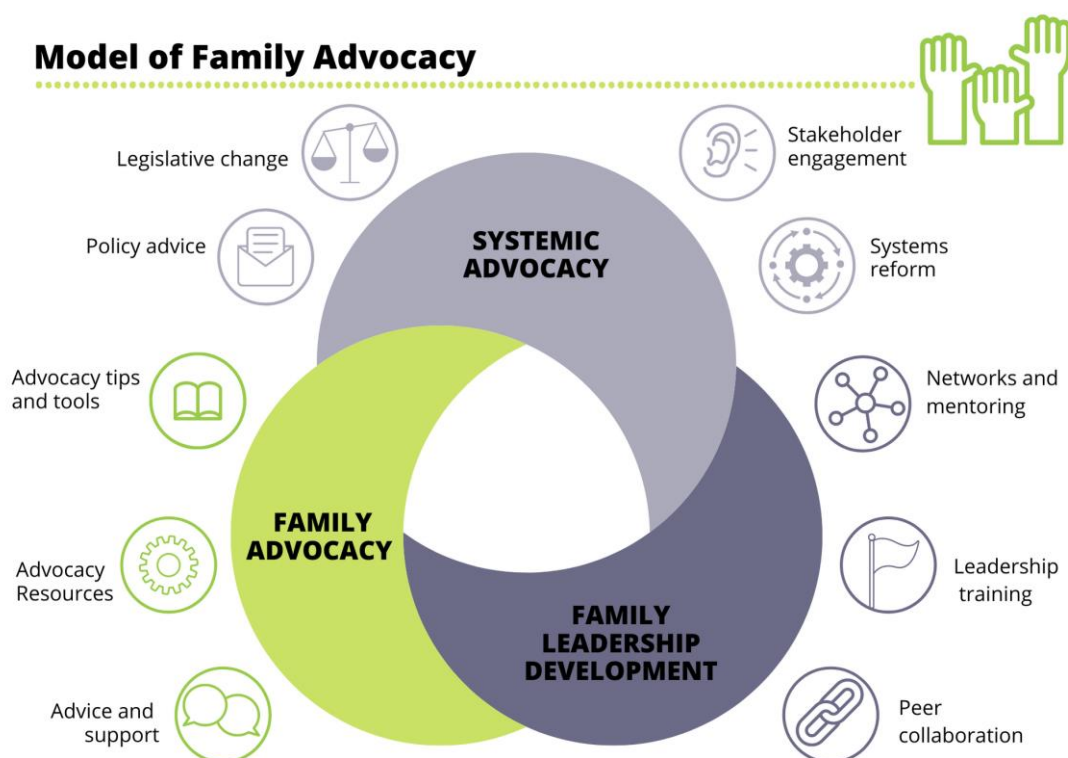 Model of Family Advocacy
Legislative change
Stakeholder
engagement
Policy advice
SYSTEMIC
ADVOCACY
Systems
reform
Advocacy tips
and tools
Networks and
mentoring
FAMILY
ADVOCACY
Advocacy
Resources
Leadership
training
FAMILY
LEADERSHIP
DEVELOPMENT
Advice and
support
Peer
collaboration